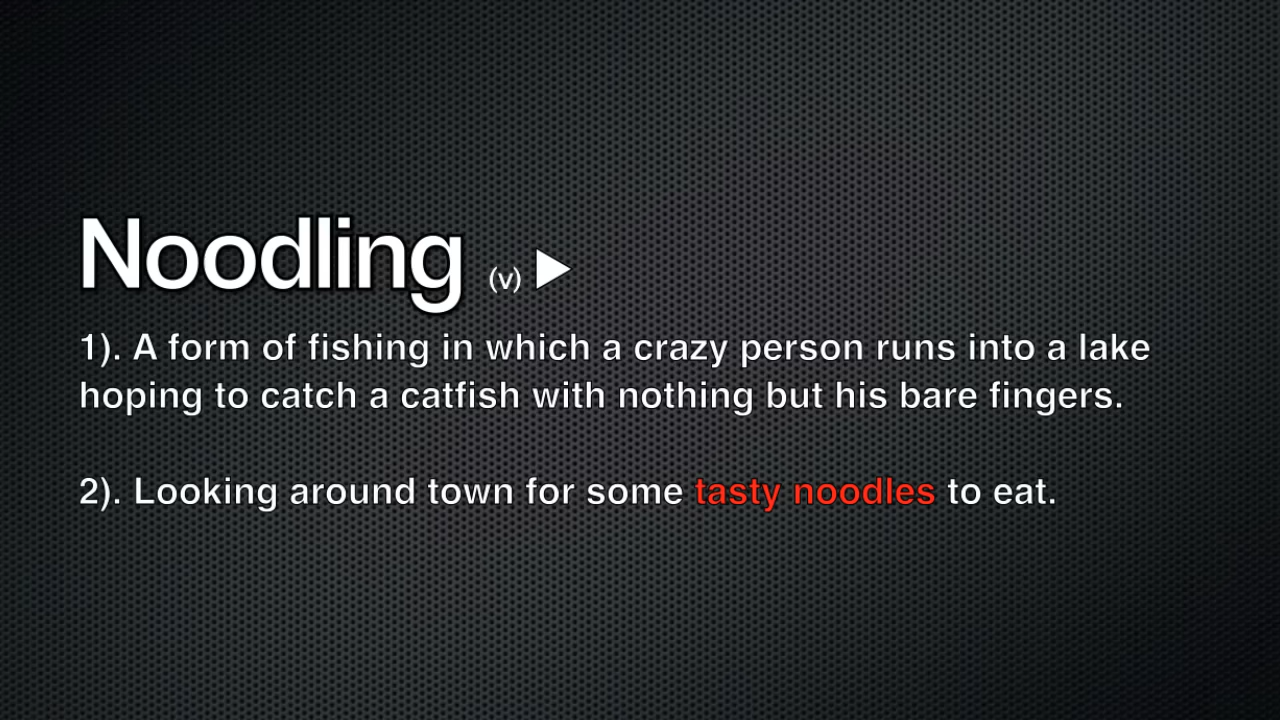 Noodling (v) ▶
1). A form of fishing in which a crazy person runs into a lake
hoping to catch a catfish with nothing but his bare fingers.
2). Looking around town for some tasty noodles to eat.